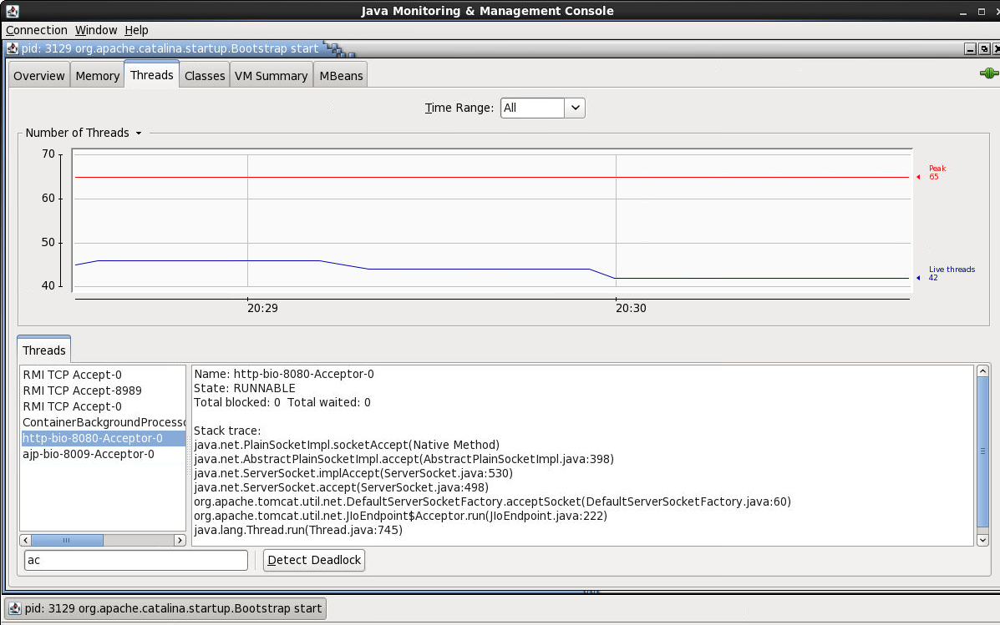 Java Monitoring & Management Console
Connection Window Help
pid: 3129 org.apache.catalina.startup.Bootstrap start
Overview Memory Threads Classes VM Summary MBeans
Time Range: All
Number of Threads
70
60
50
40
Peak
65
Live threads
42
20:29 20:30
Threads
RMI TCP Accept-0
RMI TCP Accept-8989
RMI TCP Accept-0
ContainerBackgroundProcesso
http-bio-8080-Acceptor-0
ajp-bio-8009-Acceptor-0
Name: http-bio-8080-Acceptor-0
State: RUNNABLE
Total blocked: 0 Total waited: 0
Stack trace:
java.net.PlainSocketImpl.socketAccept(Native Method)
java.net.AbstractPlainSocketImpl.accept(AbstractPlainSocketImpl.java:398)
java.net.ServerSocket.implAccept(ServerSocket.java:530)
java.net.ServerSocket.accept(ServerSocket.java:498)
org.apache.tomcat.util.net.DefaultServerSocketFactory.acceptSocket(DefaultServerSocketFactory.java:60)
org.apache.tomcat.util.net.JIoEndpoint$Acceptor.run(JIoEndpoint.java:222)
java.lang.Thread.run(Thread.java:745)
ac
Detect Deadlock
pid: 3129 org.apache.catalina.startup.Bootstrap start